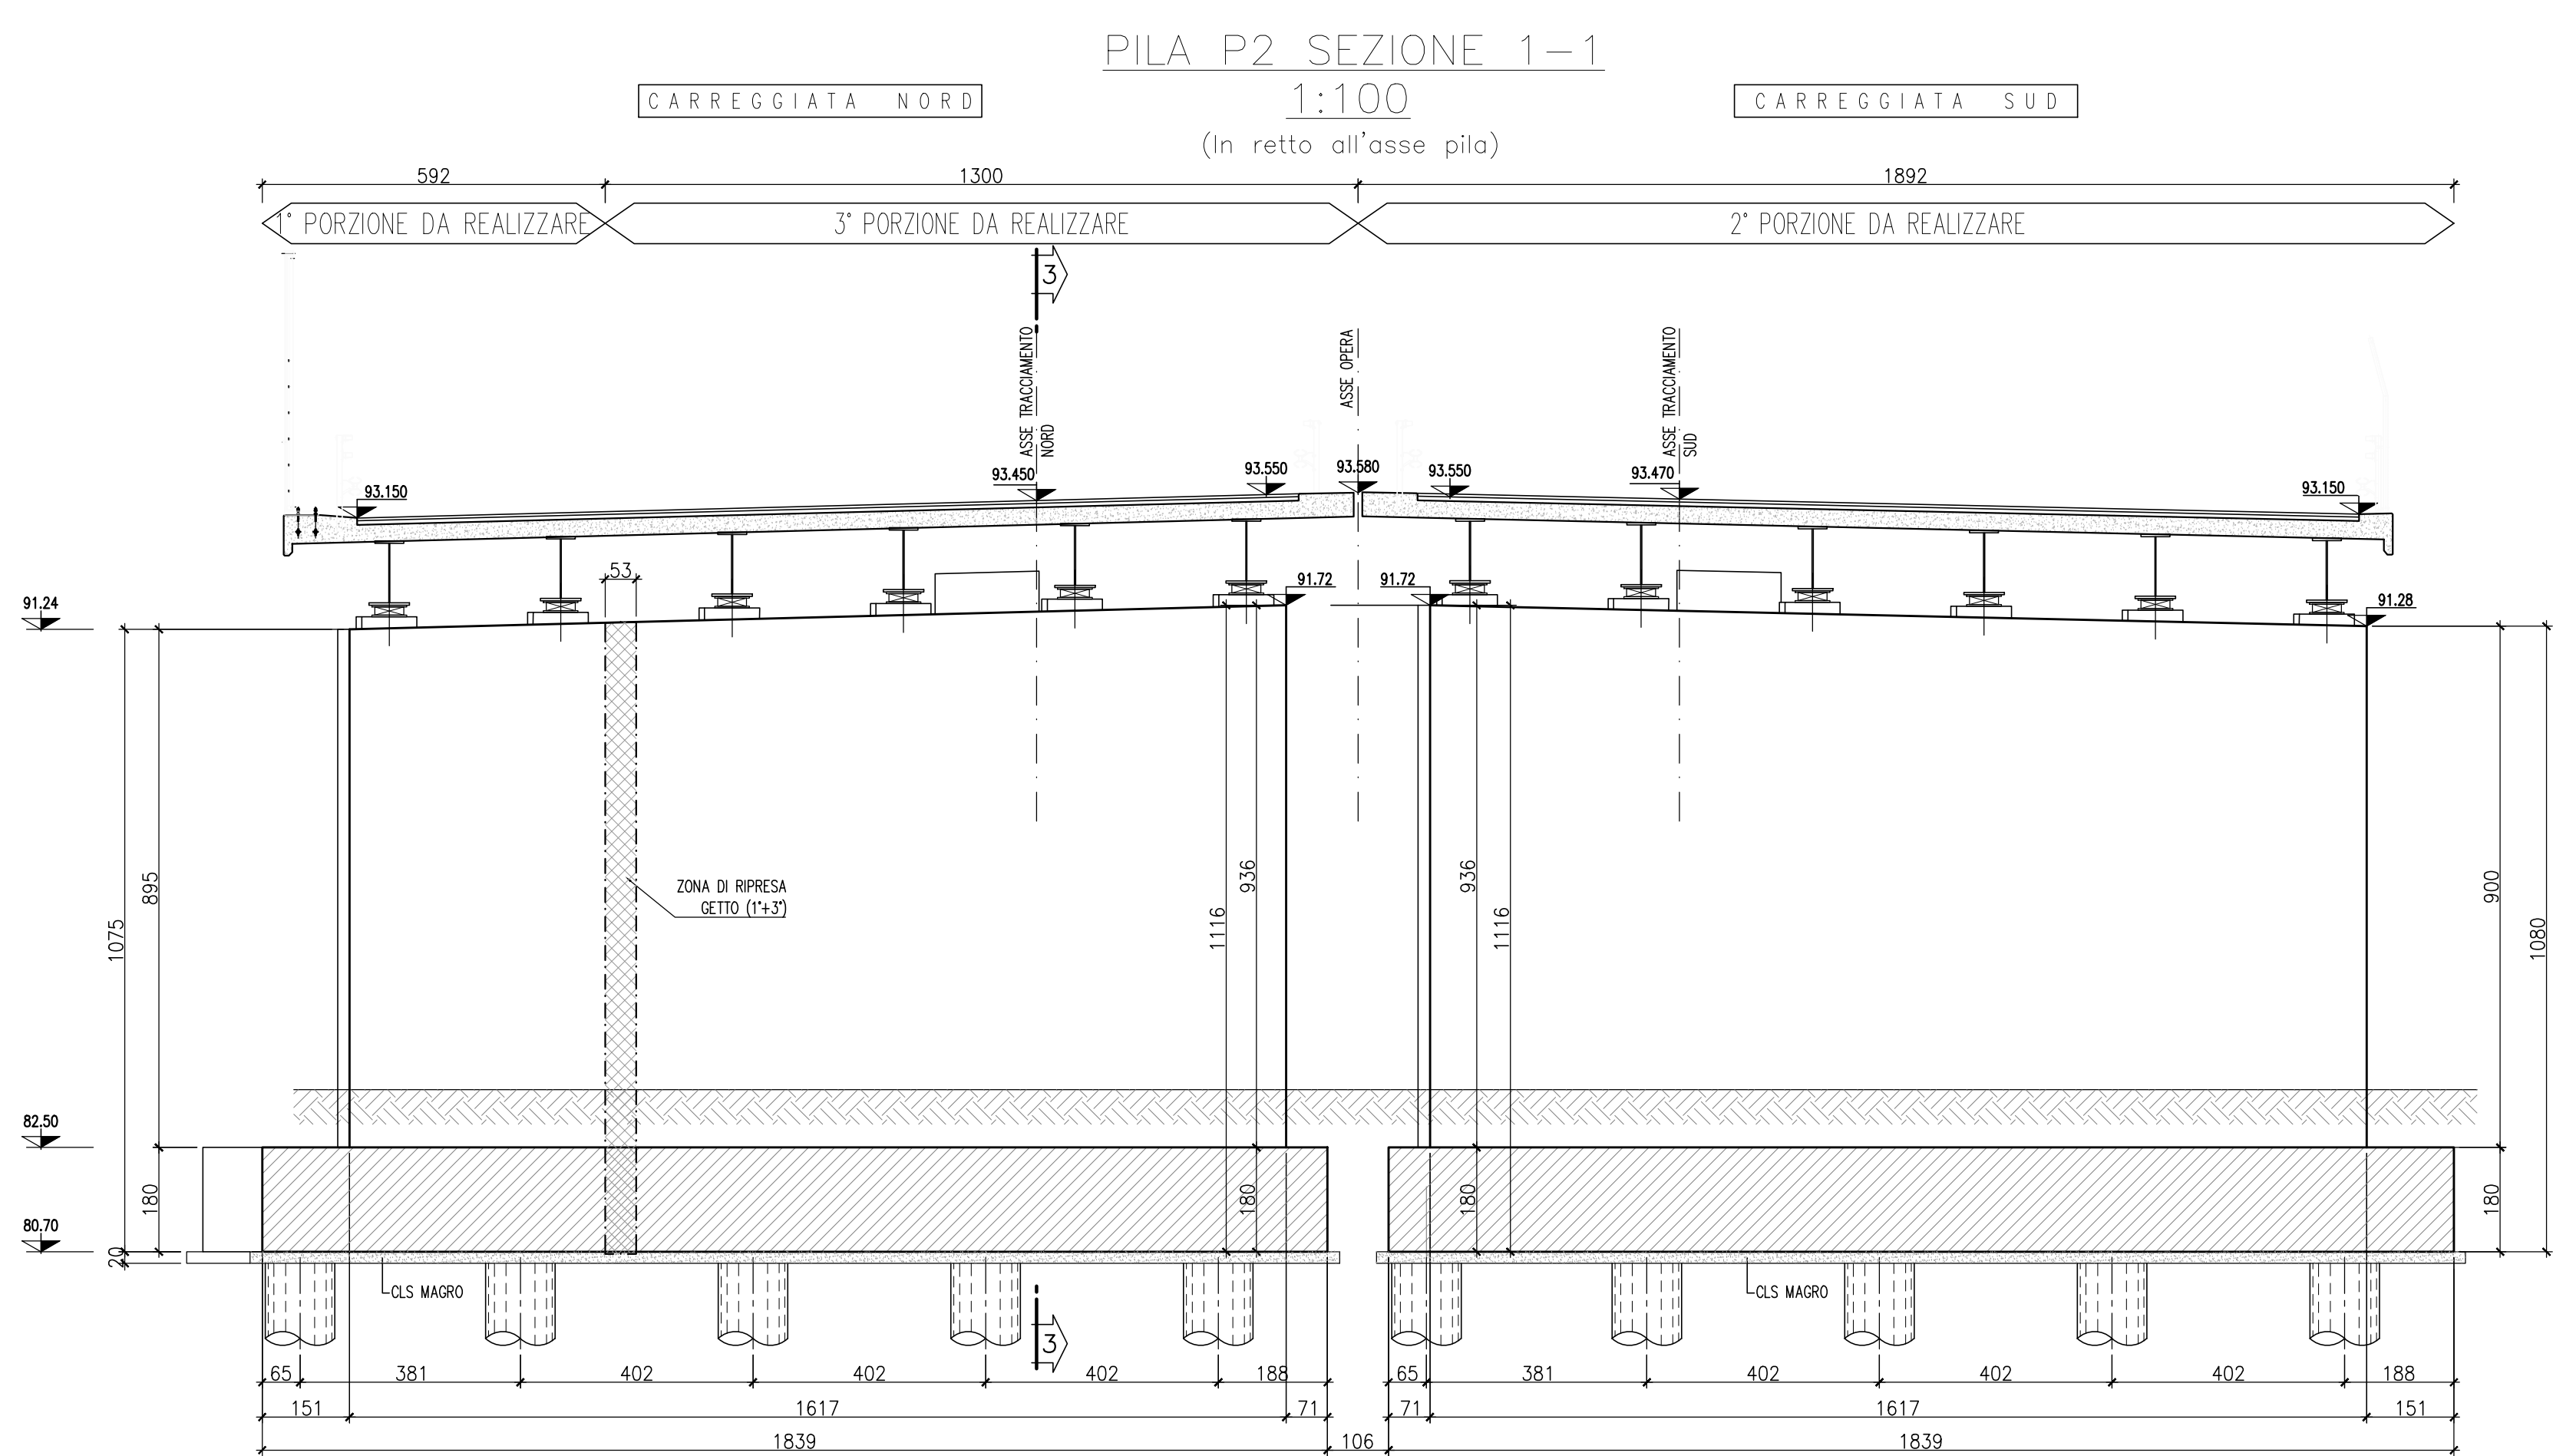 PILA P2 SEZIONE 1-1
1:100
(In retto all'asse pila)
CARREGGIATA NORD
CARREGGIATA SUD
592 1300 1892
1° PORZIONE DA REALIZZARE
3° PORZIONE DA REALIZZARE
2° PORZIONE DA REALIZZARE
3
ASSE TRACCIAMENTO
NORD
ASSE OPERA
ASSE TRACCIAMENTO
SUD
93.150
93.450
93.550
93.580
93.550
93.470
93.150
53
91.24
91.72
91.72
91.28
ZONA DI RIPRESA
GETTO (1°+3°)
1075
895
1116
936
936
1116
900
1080
82.50
180
180
180
180
80.70
20
CLS MAGRO
CLS MAGRO
3
65 381 402 402 402 188 65 381 402 402 402 188
151 1617 71 71 1617 151
1839 106 1839